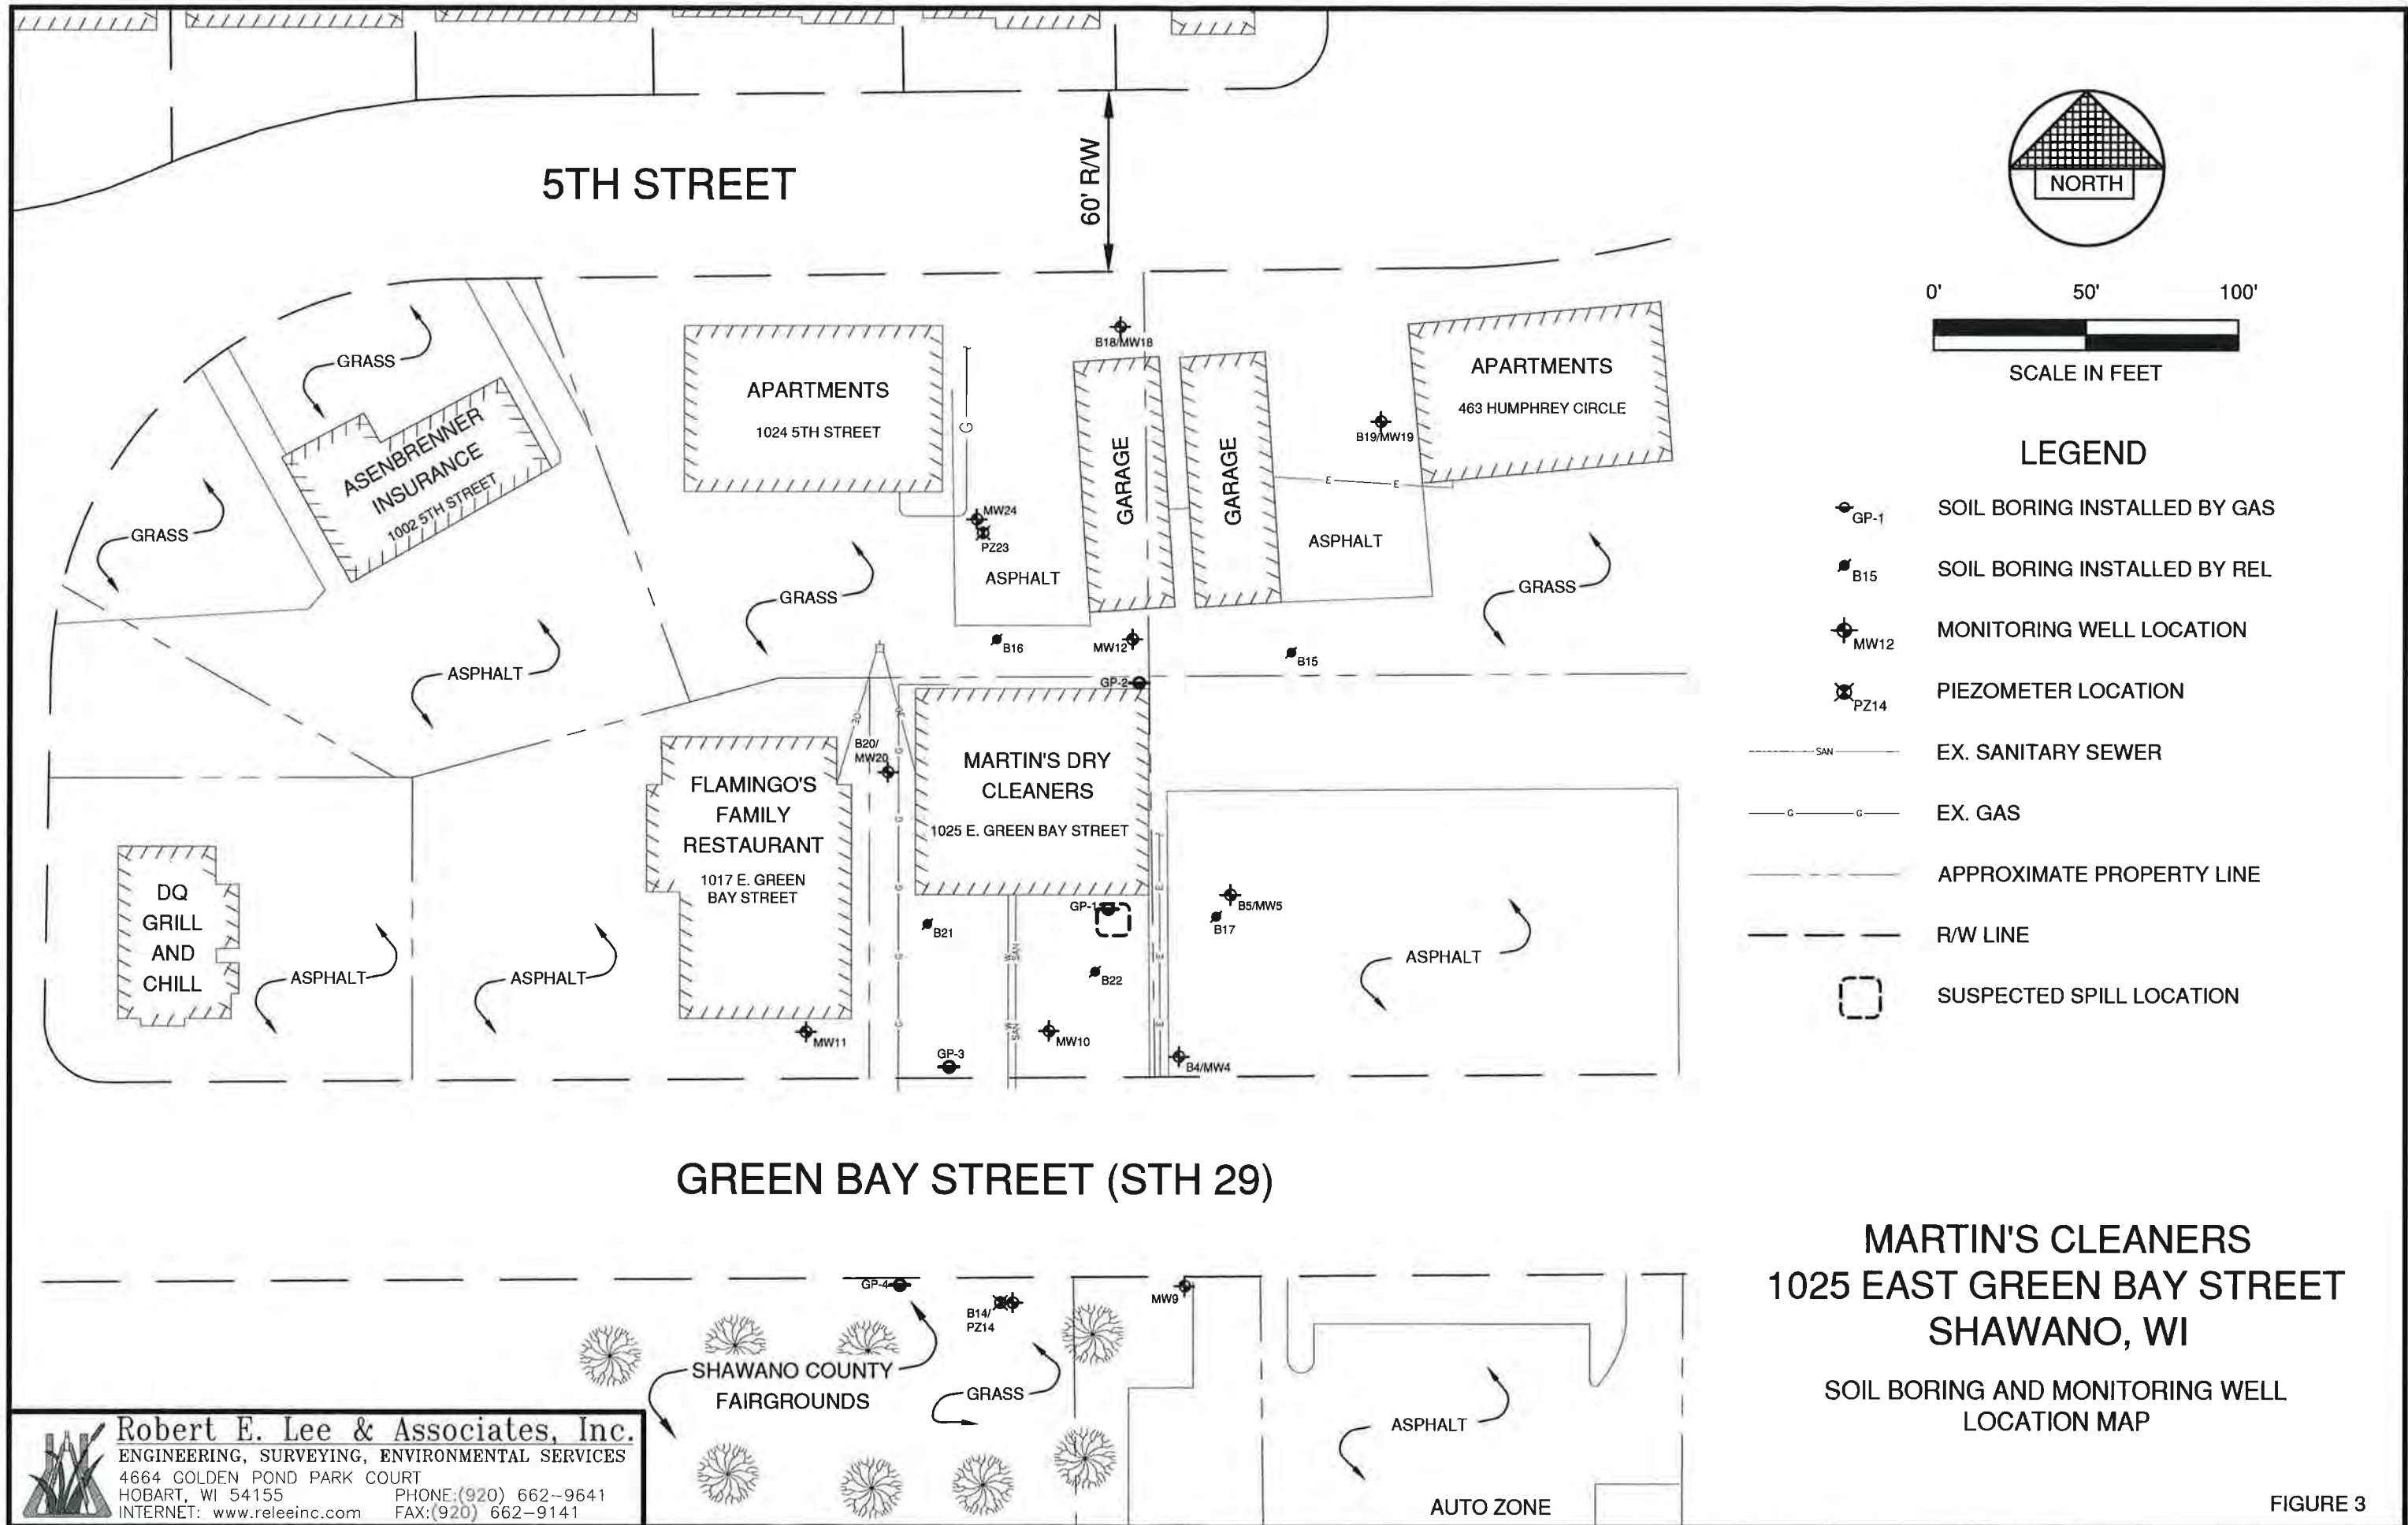 5TH STREET
60' R/W
NORTH
0' 50' 100'
SCALE IN FEET
LEGEND
GP-1 SOIL BORING INSTALLED BY GAS
B15 SOIL BORING INSTALLED BY REL
MW12 MONITORING WELL LOCATION
PZ14 PIEZOMETER LOCATION
SAN EX. SANITARY SEWER
G G EX. GAS
APPROXIMATE PROPERTY LINE
R/W LINE
SUSPECTED SPILL LOCATION
GRASS
ASENBRENNER
INSURANCE
1002 5TH STREET
GRASS
ASPHALT
APARTMENTS
1024 5TH STREET
G
B18/MW18
GARAGE
GARAGE
APARTMENTS
463 HUMPHREY CIRCLE
B19/MW19
E E
ASPHALT
MW24
PZ23
ASPHALT
GRASS
GRASS
B16
MW12
B15
GP-2
OE
OE
B20/
MW20
G
G
G
G
G
FLAMINGO'S
FAMILY
RESTAURANT
1017 E. GREEN
BAY STREET
MARTIN'S DRY
CLEANERS
1025 E. GREEN BAY STREET
DQ
GRILL
AND
CHILL
ASPHALT
ASPHALT
GP-1
B21
B22
B5/MW5
B17
ASPHALT
W
SAN
W
SAN
E
E
E
E
MW11
GP-3
MW10
B4/MW4
GREEN BAY STREET (STH 29)
GP-4
B14/
PZ14
MW9
SHAWANO COUNTY
FAIRGROUNDS
GRASS
ASPHALT
AUTO ZONE
MARTIN'S CLEANERS
1025 EAST GREEN BAY STREET
SHAWANO, WI
SOIL BORING AND MONITORING WELL
LOCATION MAP
FIGURE 3
Robert E. Lee & Associates, Inc.
ENGINEERING, SURVEYING, ENVIRONMENTAL SERVICES
4664 GOLDEN POND PARK COURT
HOBART, WI 54155 PHONE:(920) 662-9641
INTERNET: www.releeinc.com FAX:(920) 662-9141